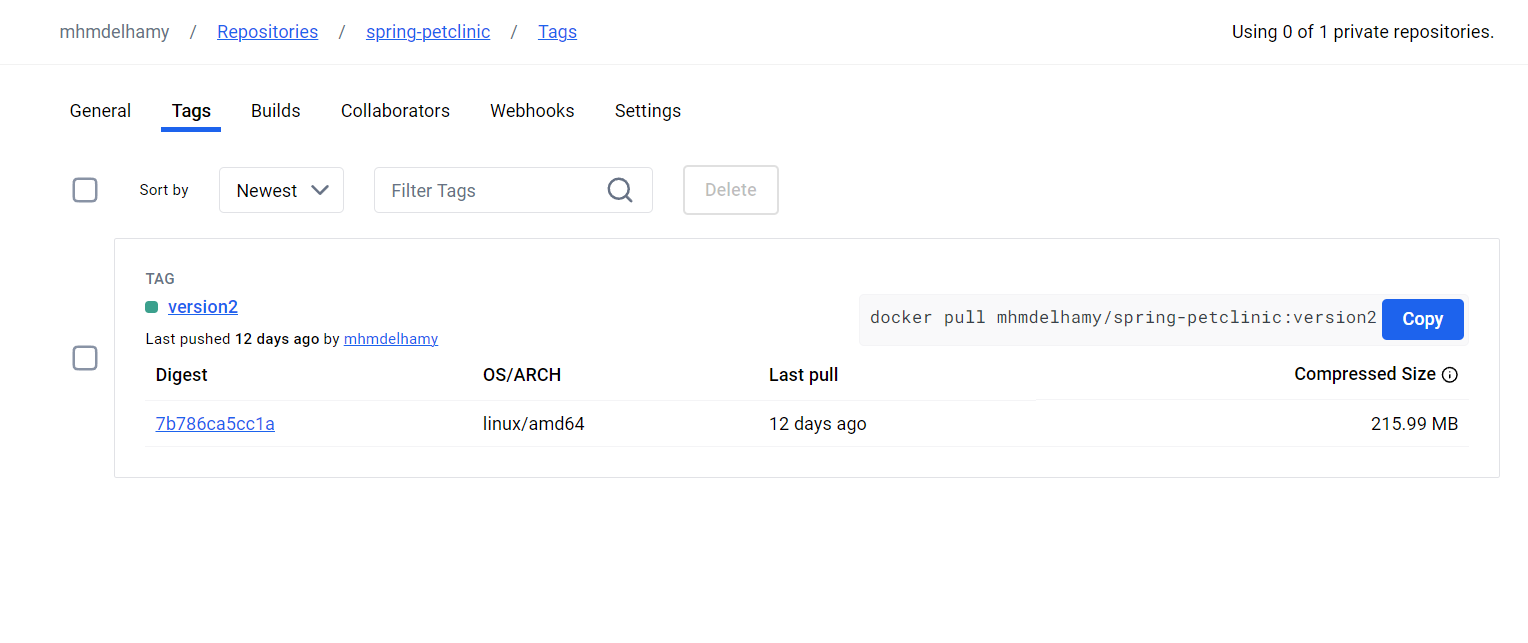 mhmdelhamy / Repositories / spring-petclinic / Tags Using 0 of 1 private repositories.
General Tags Builds Collaborators Webhooks Settings
Sort by Newest Filter Tags Delete
TAG
version2
docker pull mhmdelhamy/spring-petclinic:version2 Copy
Last pushed 12 days ago by mhmdelhamy
Digest OS/ARCH Last pull Compressed Size
7b786ca5cc1a linux/amd64 12 days ago 215.99 MB